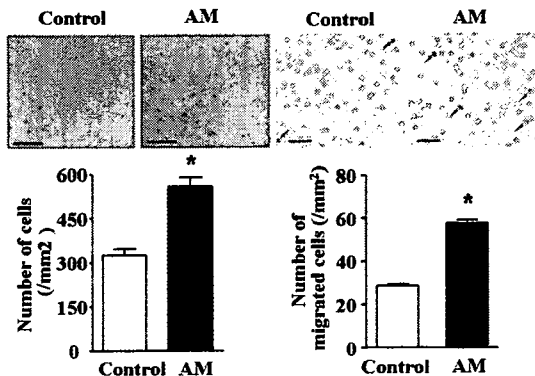 Control AM Control AM
*
600
450
300
150
0
Number of cells
(/mm2 )
Control AM
*
80
60
40
20
0
Number of
migrated cells (/mm²)
Control AM